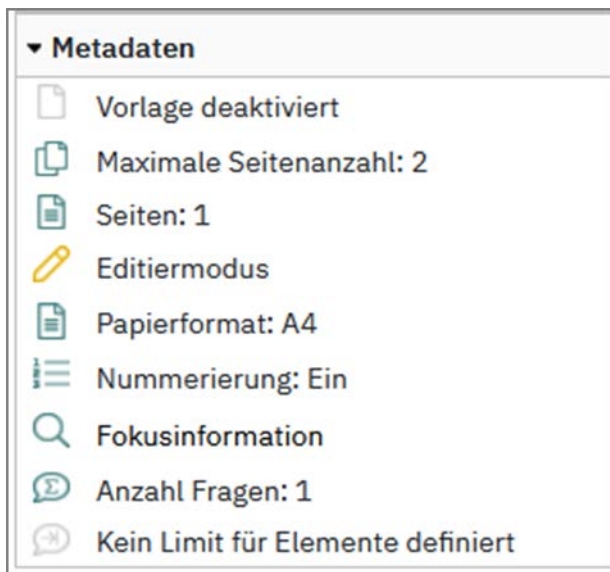 Metadaten
Vorlage deaktiviert
Maximale Seitenanzahl: 2
Seiten: 1
Editiermodus
Papierformat: A4
Nummerierung: Ein
Fokusinformation
Anzahl Fragen: 1
Kein Limit für Elemente definiert